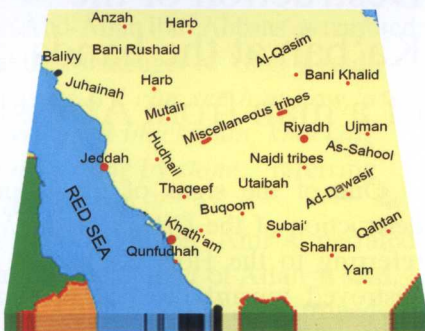 Anzah
Harb
Bani Rushaid
Al-Qasim
Baliyy
Juhainah
Harb
Bani Khalid
Mutair
Miscellaneous tribes
Riyadh
Ujman
Hudhail
As-Sahool
Jeddah
Najdi tribes
Thaqeef
Utaibah
Ad-Dawasir
RED SEA
Buqoom
Khath'am
Subai'
Qahtan
Qunfudhah
Shahran
Yam